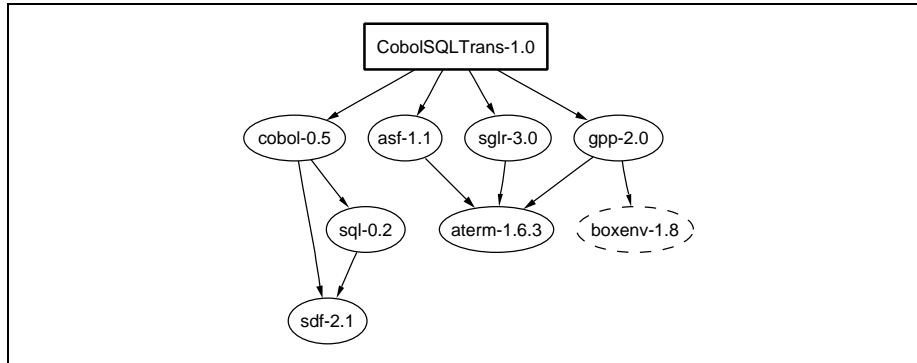 CobolSQLTrans-1.0
cobol-0.5
asf-1.1
sglr-3.0
gpp-2.0
sql-0.2
aterm-1.6.3
boxenv-1.8
sdf-2.1